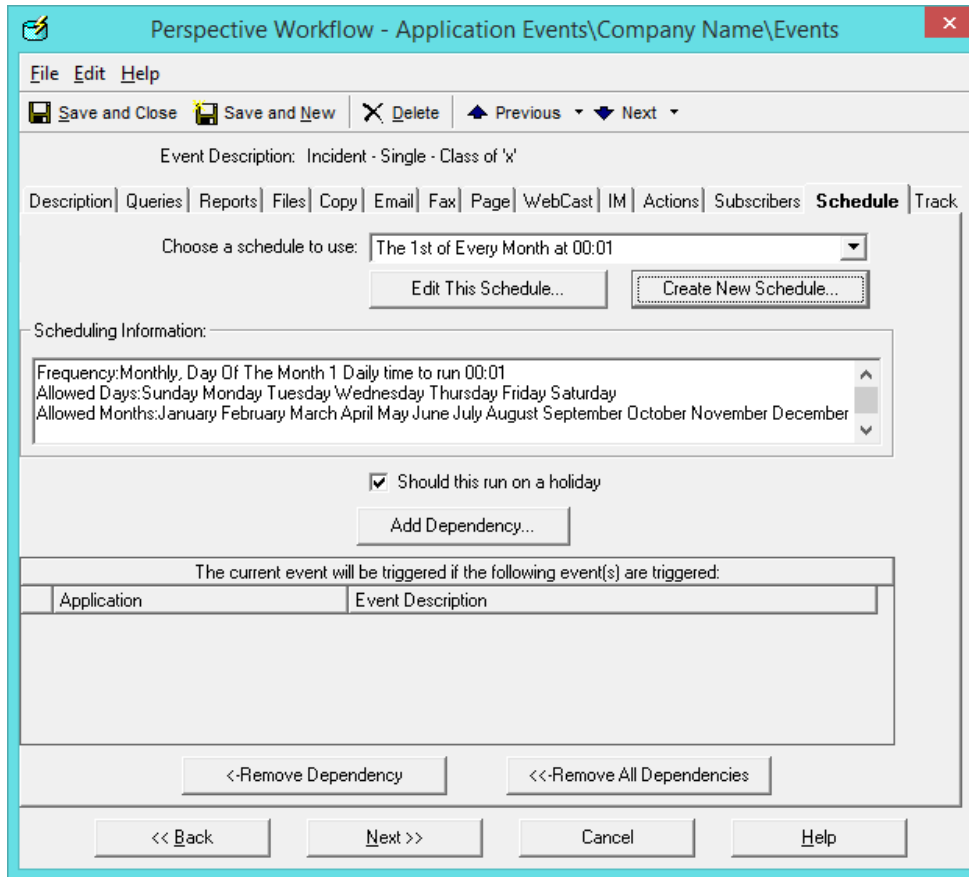 Perspective Workflow - Application Events\Company Name\Events
File Edit Help
Save and Close Save and New Delete Previous Next
Event Description: Incident - Single - Class of 'x'
Description Queries Reports Files Copy Email Fax Page WebCast IM Actions Subscribers Schedule Track
Choose a schedule to use: The 1st of Every Month at 00:01
Edit This Schedule... Create New Schedule...
Scheduling Information:
Frequency:Monthly, Day Of The Month 1 Daily time to run 00:01
Allowed Days:Sunday Monday Tuesday Wednesday Thursday Friday Saturday
Allowed Months:January February March April May June July August September October November December
Should this run on a holiday
Add Dependency...
The current event will be triggered if the following event(s) are triggered:
Application Event Description
<-Remove Dependency <<-Remove All Dependencies
<< Back Next >> Cancel Help